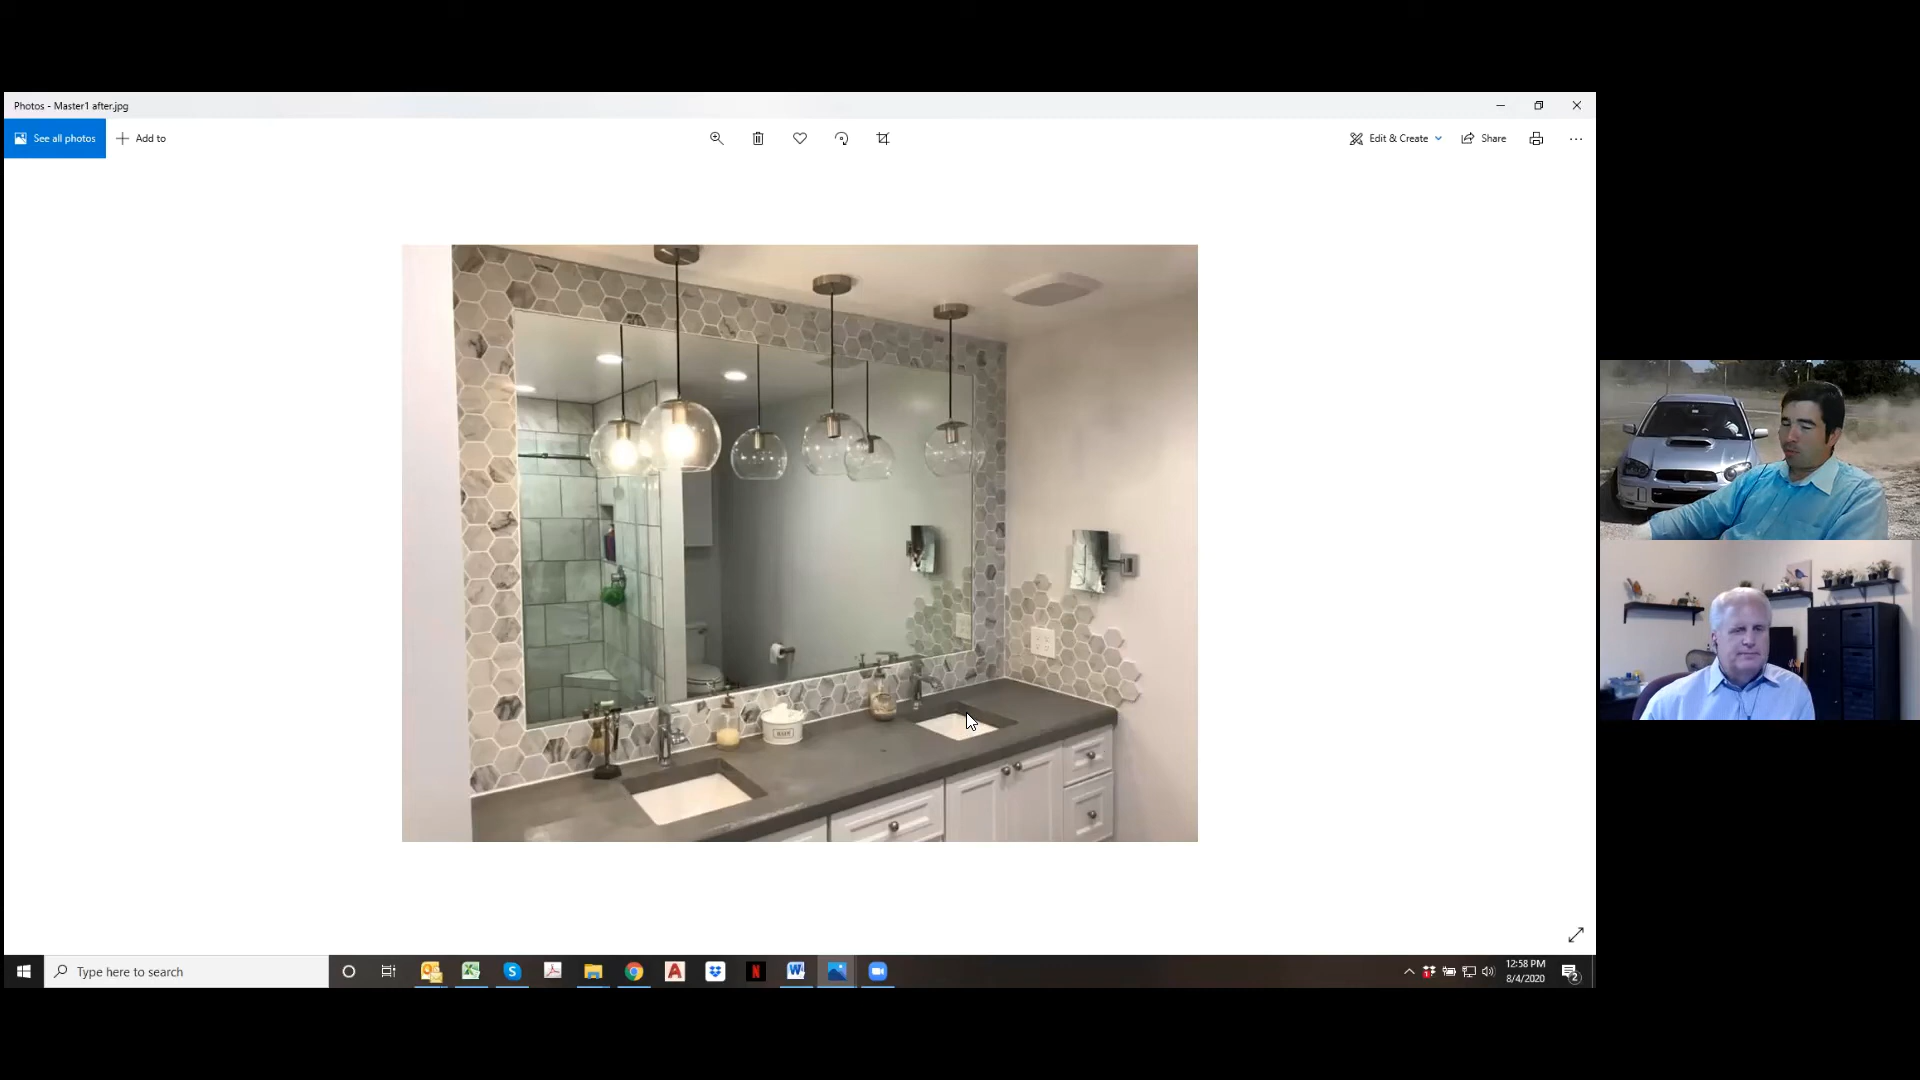 Photos - Master1 after.jpg
See all photos
Add to
Edit & Create
Share
Type here to search
12:58 PM
8/4/2020
2